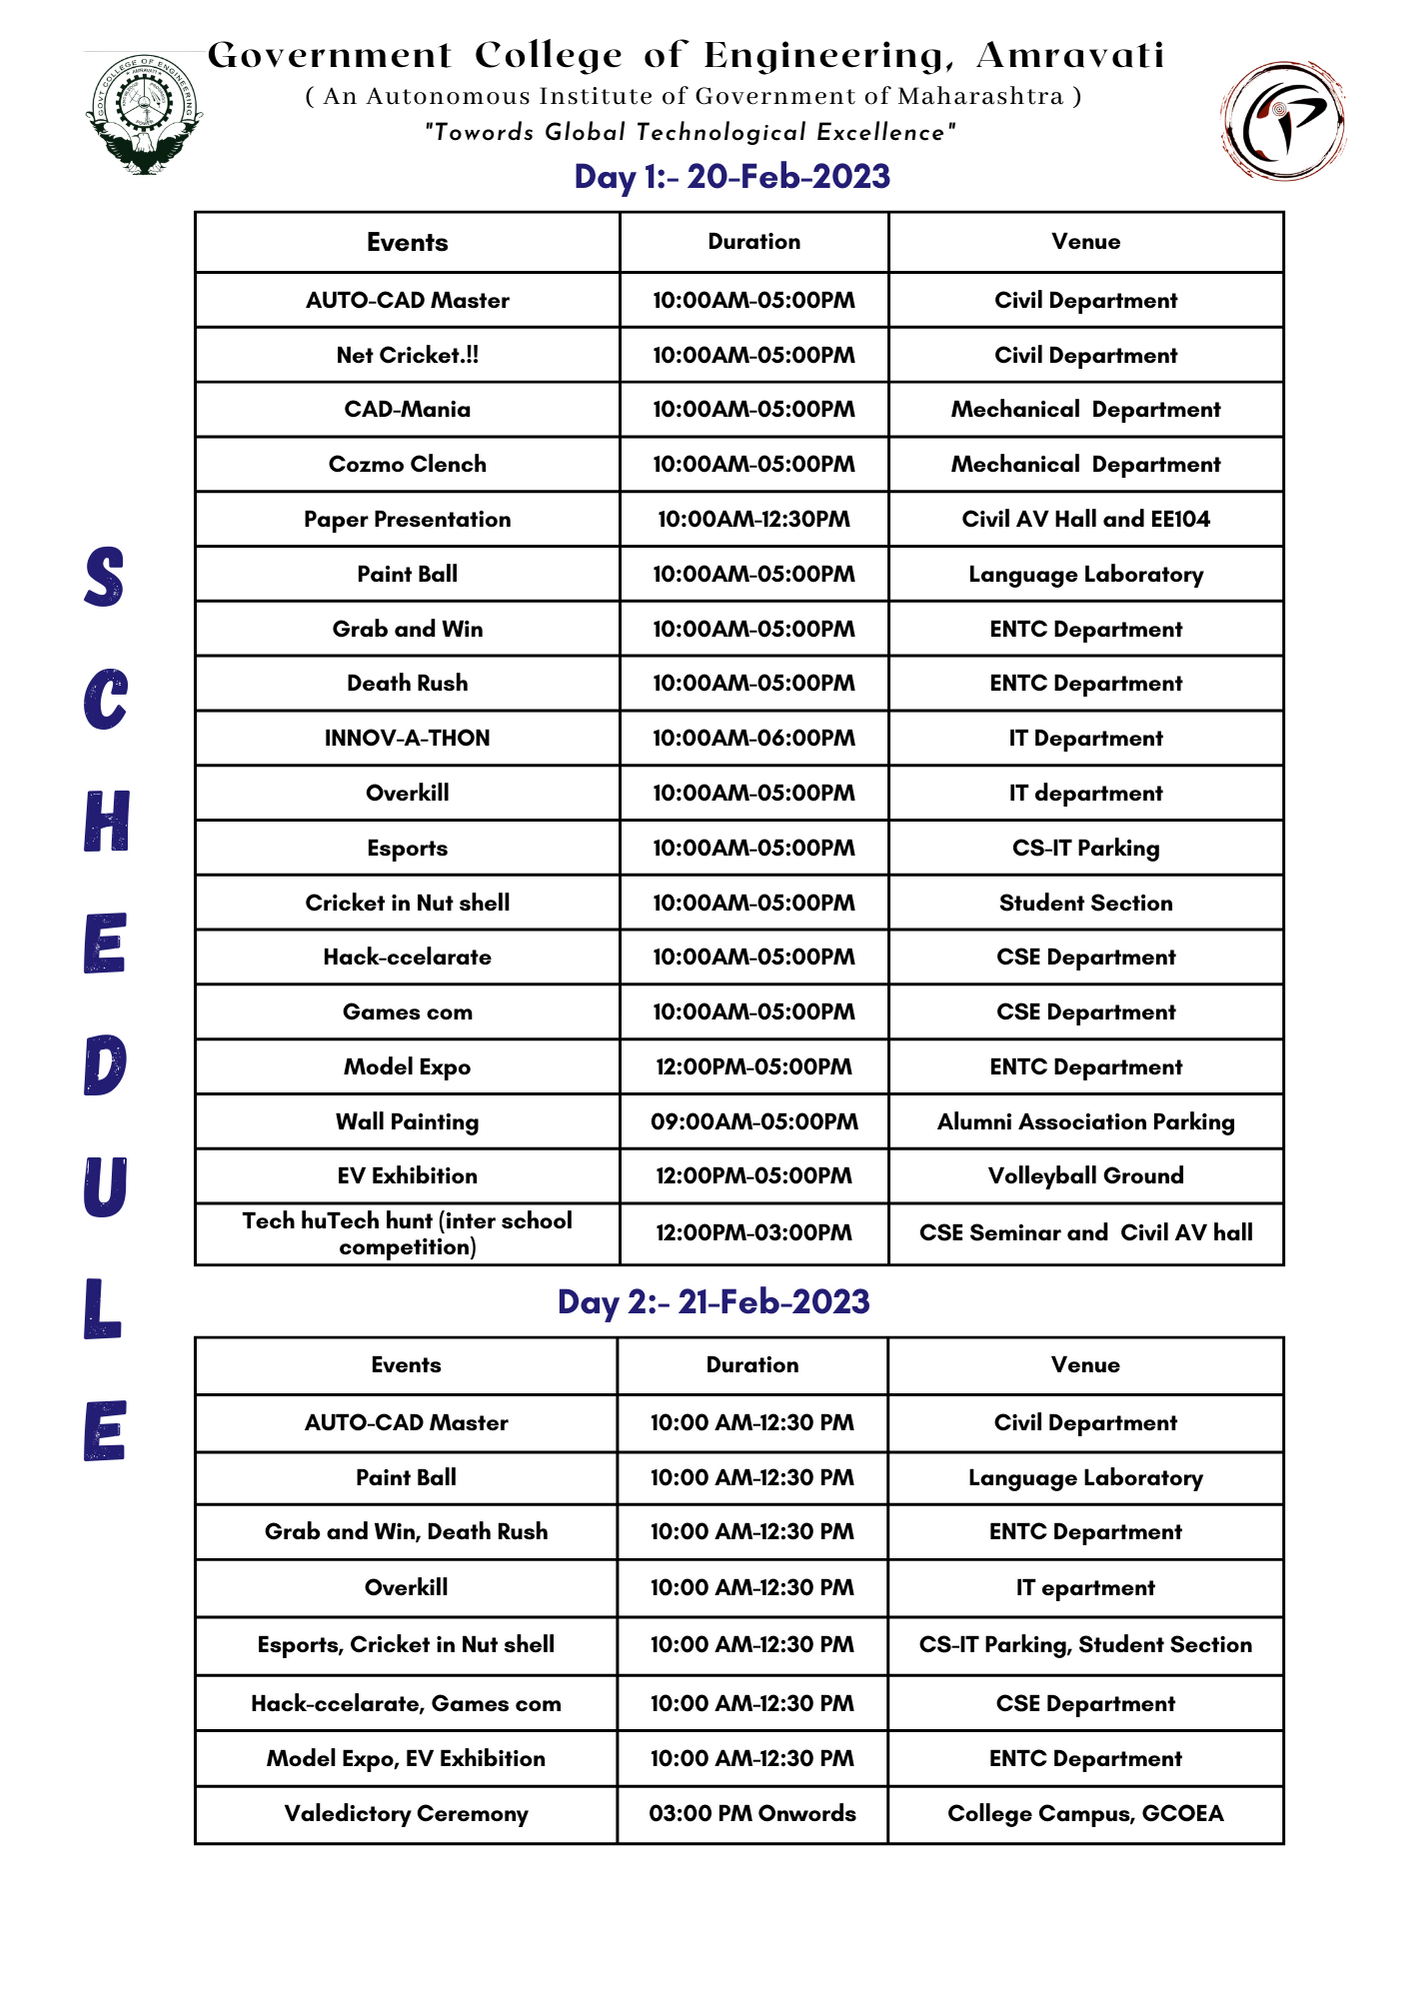 Government College of Engineering, Amravati
( An Autonomous Institute of Government of Maharashtra )
"Towords Global Technological Excellence"
GOVT COLLEGE OF ENGINEERING
AMRAVATI
POWER
Day 1:- 20-Feb-2023
Events Duration Venue
AUTO-CAD Master 10:00AM-05:00PM Civil Department
Net Cricket.!! 10:00AM-05:00PM Civil Department
CAD-Mania 10:00AM-05:00PM Mechanical Department
Cozmo Clench 10:00AM-05:00PM Mechanical Department
Paper Presentation 10:00AM-12:30PM Civil AV Hall and EE104
Paint Ball 10:00AM-05:00PM Language Laboratory
Grab and Win 10:00AM-05:00PM ENTC Department
Death Rush 10:00AM-05:00PM ENTC Department
INNOV-A-THON 10:00AM-06:00PM IT Department
Overkill 10:00AM-05:00PM IT department
Esports 10:00AM-05:00PM CS-IT Parking
Cricket in Nut shell 10:00AM-05:00PM Student Section
Hack-ccelarate 10:00AM-05:00PM CSE Department
Games com 10:00AM-05:00PM CSE Department
Model Expo 12:00PM-05:00PM ENTC Department
Wall Painting 09:00AM-05:00PM Alumni Association Parking
EV Exhibition 12:00PM-05:00PM Volleyball Ground
Tech huTech hunt (inter school
competition) 12:00PM-03:00PM CSE Seminar and Civil AV hall
Day 2:- 21-Feb-2023
Events Duration Venue
AUTO-CAD Master 10:00 AM-12:30 PM Civil Department
Paint Ball 10:00 AM-12:30 PM Language Laboratory
Grab and Win, Death Rush 10:00 AM-12:30 PM ENTC Department
Overkill 10:00 AM-12:30 PM IT epartment
Esports, Cricket in Nut shell 10:00 AM-12:30 PM CS-IT Parking, Student Section
Hack-ccelarate, Games com 10:00 AM-12:30 PM CSE Department
Model Expo, EV Exhibition 10:00 AM-12:30 PM ENTC Department
Valedictory Ceremony 03:00 PM Onwords College Campus, GCOEA
SCHEDULE